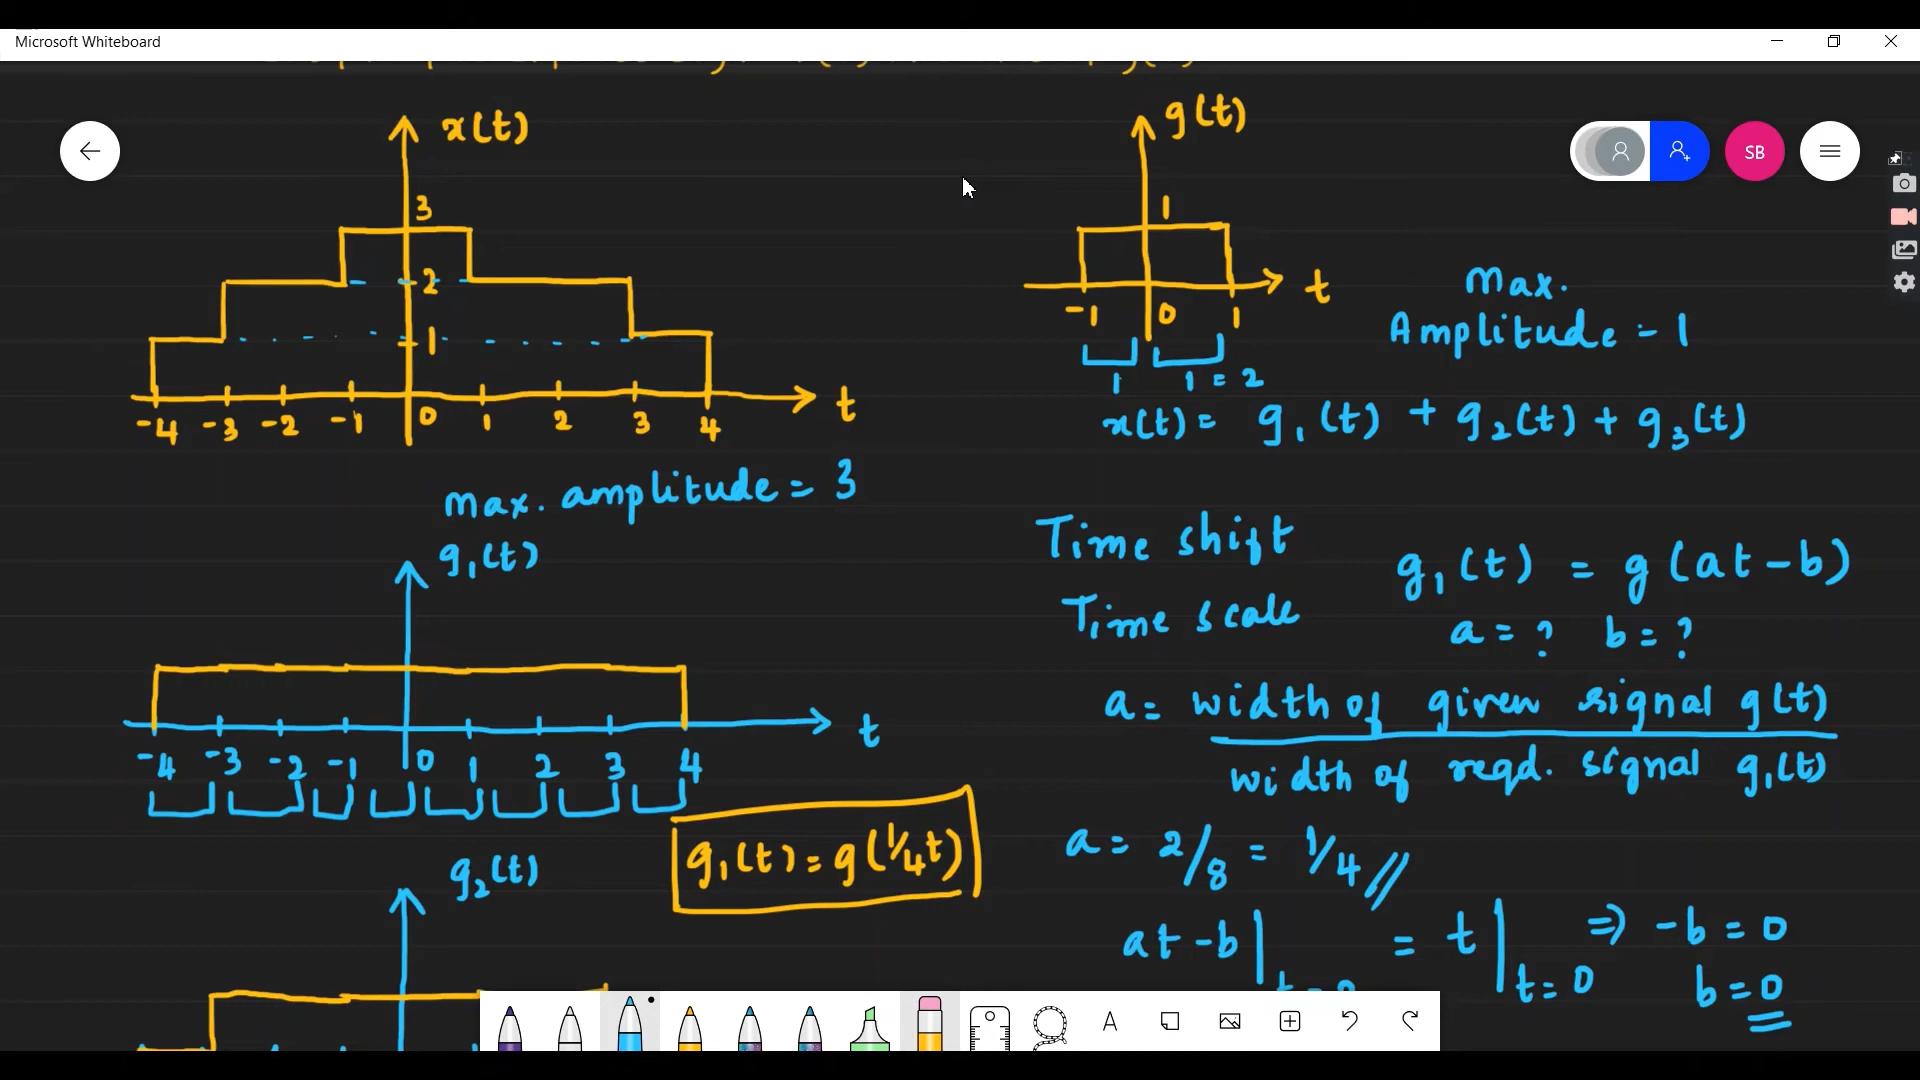 Microsoft Whiteboard
x(t)
3
2
1
-4 -3 -2 -1 0 1 2 3 4 t
max. amplitude = 3
g(t)
1
-1 0 1 t
1 1 = 2
Max.
Amplitude = 1
x(t) = g₁(t) + g₂(t) + g₃(t)
SB
g₁(t)
-4 -3 -2 -1 0 1 2 3 4 t
Time shift
Time scale
g₁(t) = g(at-b)
a = ? b = ?
a = width of given signal g(t)
width of reqd. signal g₁(t)
a = 2/8 = 1/4 //
g₁(t) = g(1/4t)
g₂(t)
at-b | = t | t=0 ⇒ -b = 0
b = 0
A